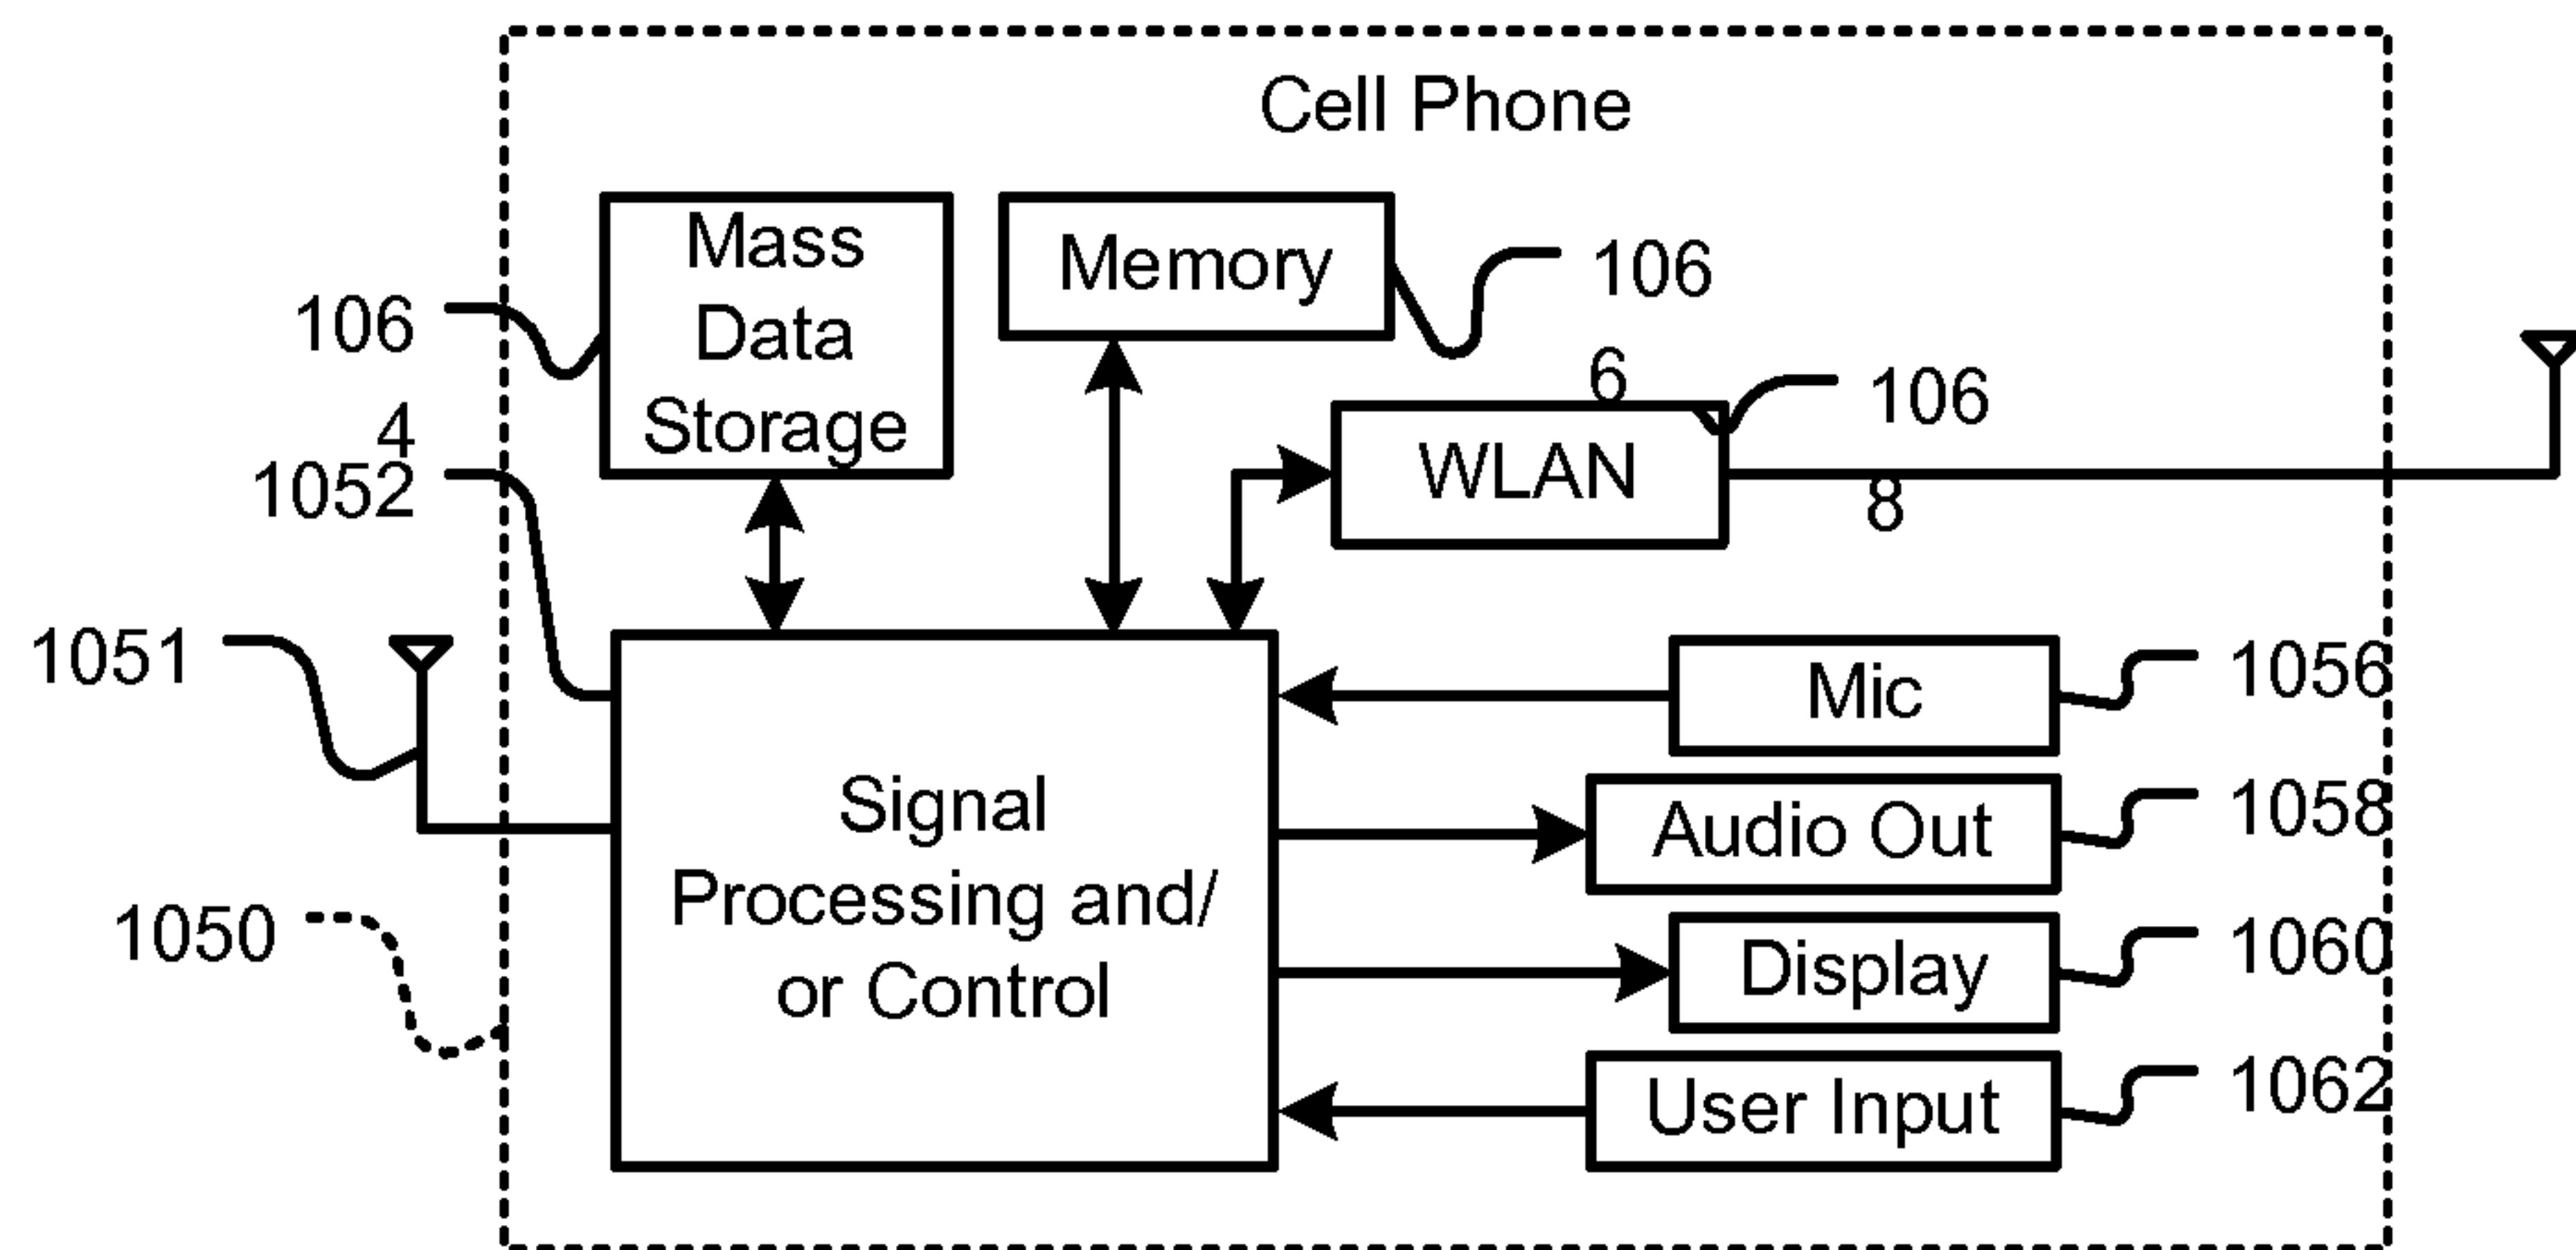 Cell Phone
Mass
Data
Storage
Memory
106
6
106
4
WLAN
106
8
1052
1051
Signal
Processing and/
or Control
1050
Mic
1056
Audio Out
1058
Display
1060
User Input
1062